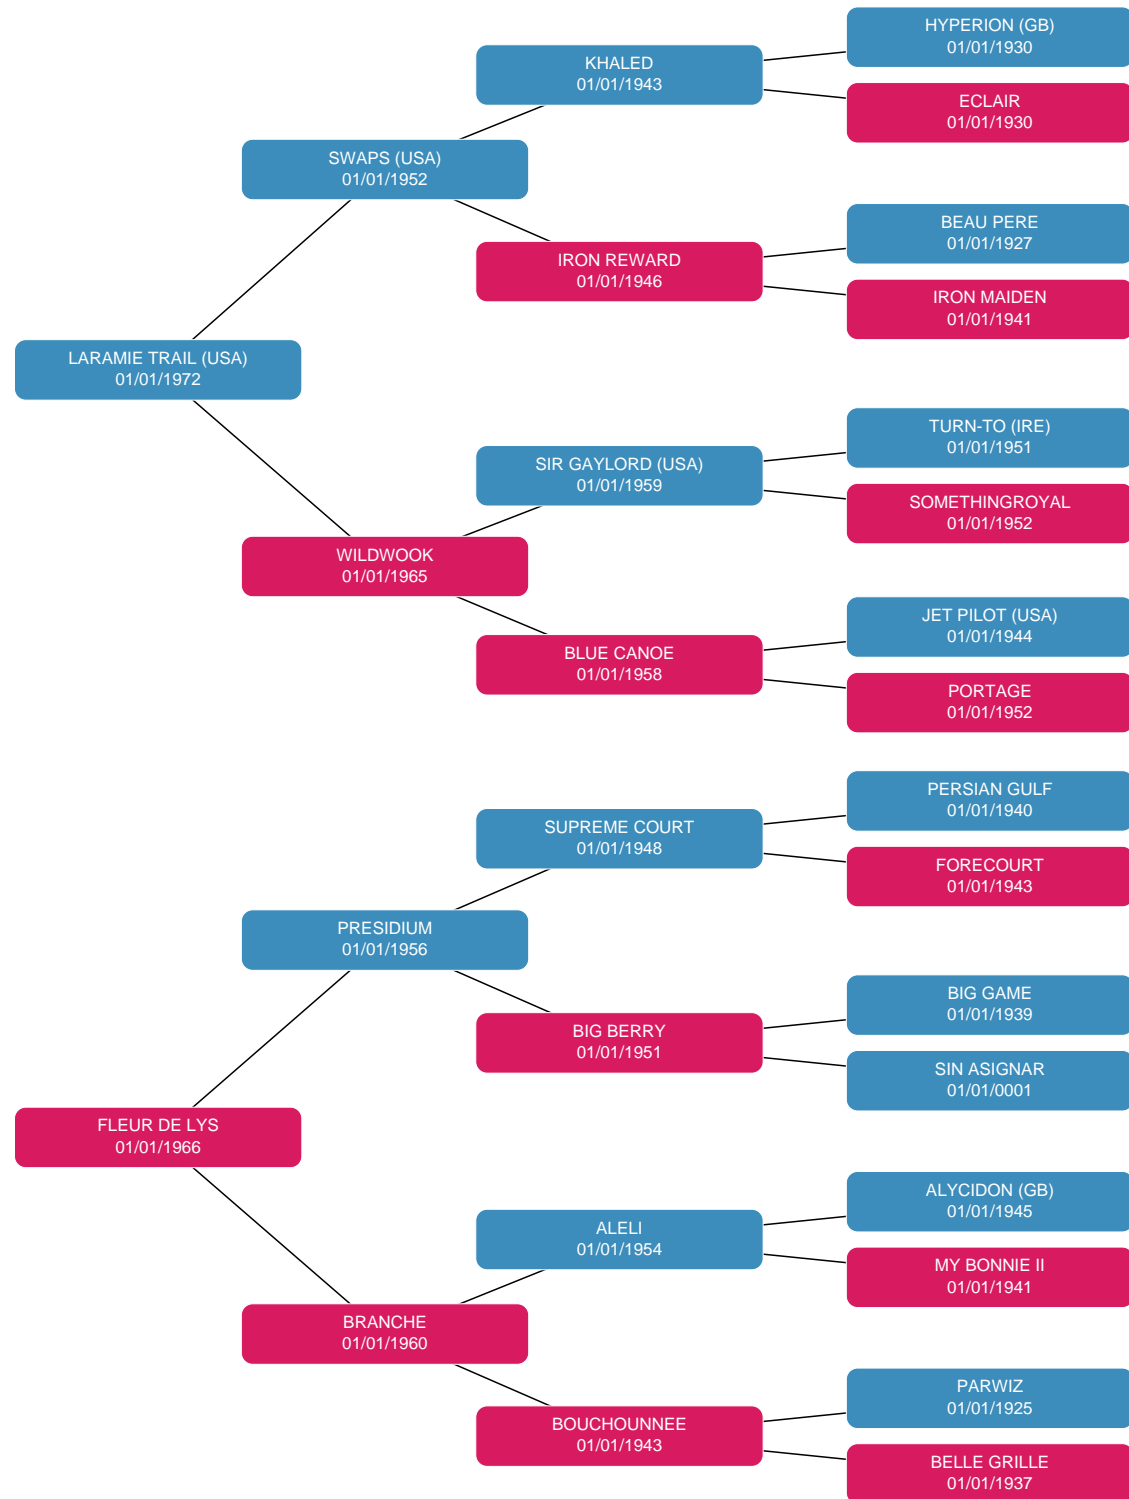 HYPERION (GB)
01/01/1930
KHALED
01/01/1943
ECLAIR
01/01/1930
SWAPS (USA)
01/01/1952
BEAU PERE
01/01/1927
IRON REWARD
01/01/1946
IRON MAIDEN
01/01/1941
LARAMIE TRAIL (USA)
01/01/1972
TURN-TO (IRE)
01/01/1951
SIR GAYLORD (USA)
01/01/1959
SOMETHINGROYAL
01/01/1952
WILDWOOK
01/01/1965
JET PILOT (USA)
01/01/1944
BLUE CANOE
01/01/1958
PORTAGE
01/01/1952
PERSIAN GULF
01/01/1940
SUPREME COURT
01/01/1948
FORECOURT
01/01/1943
PRESIDIUM
01/01/1956
BIG GAME
01/01/1939
BIG BERRY
01/01/1951
SIN ASIGNAR
01/01/0001
FLEUR DE LYS
01/01/1966
ALYCIDON (GB)
01/01/1945
ALELI
01/01/1954
MY BONNIE II
01/01/1941
BRANCHE
01/01/1960
PARWIZ
01/01/1925
BOUCHOUNNEE
01/01/1943
BELLE GRILLE
01/01/1937